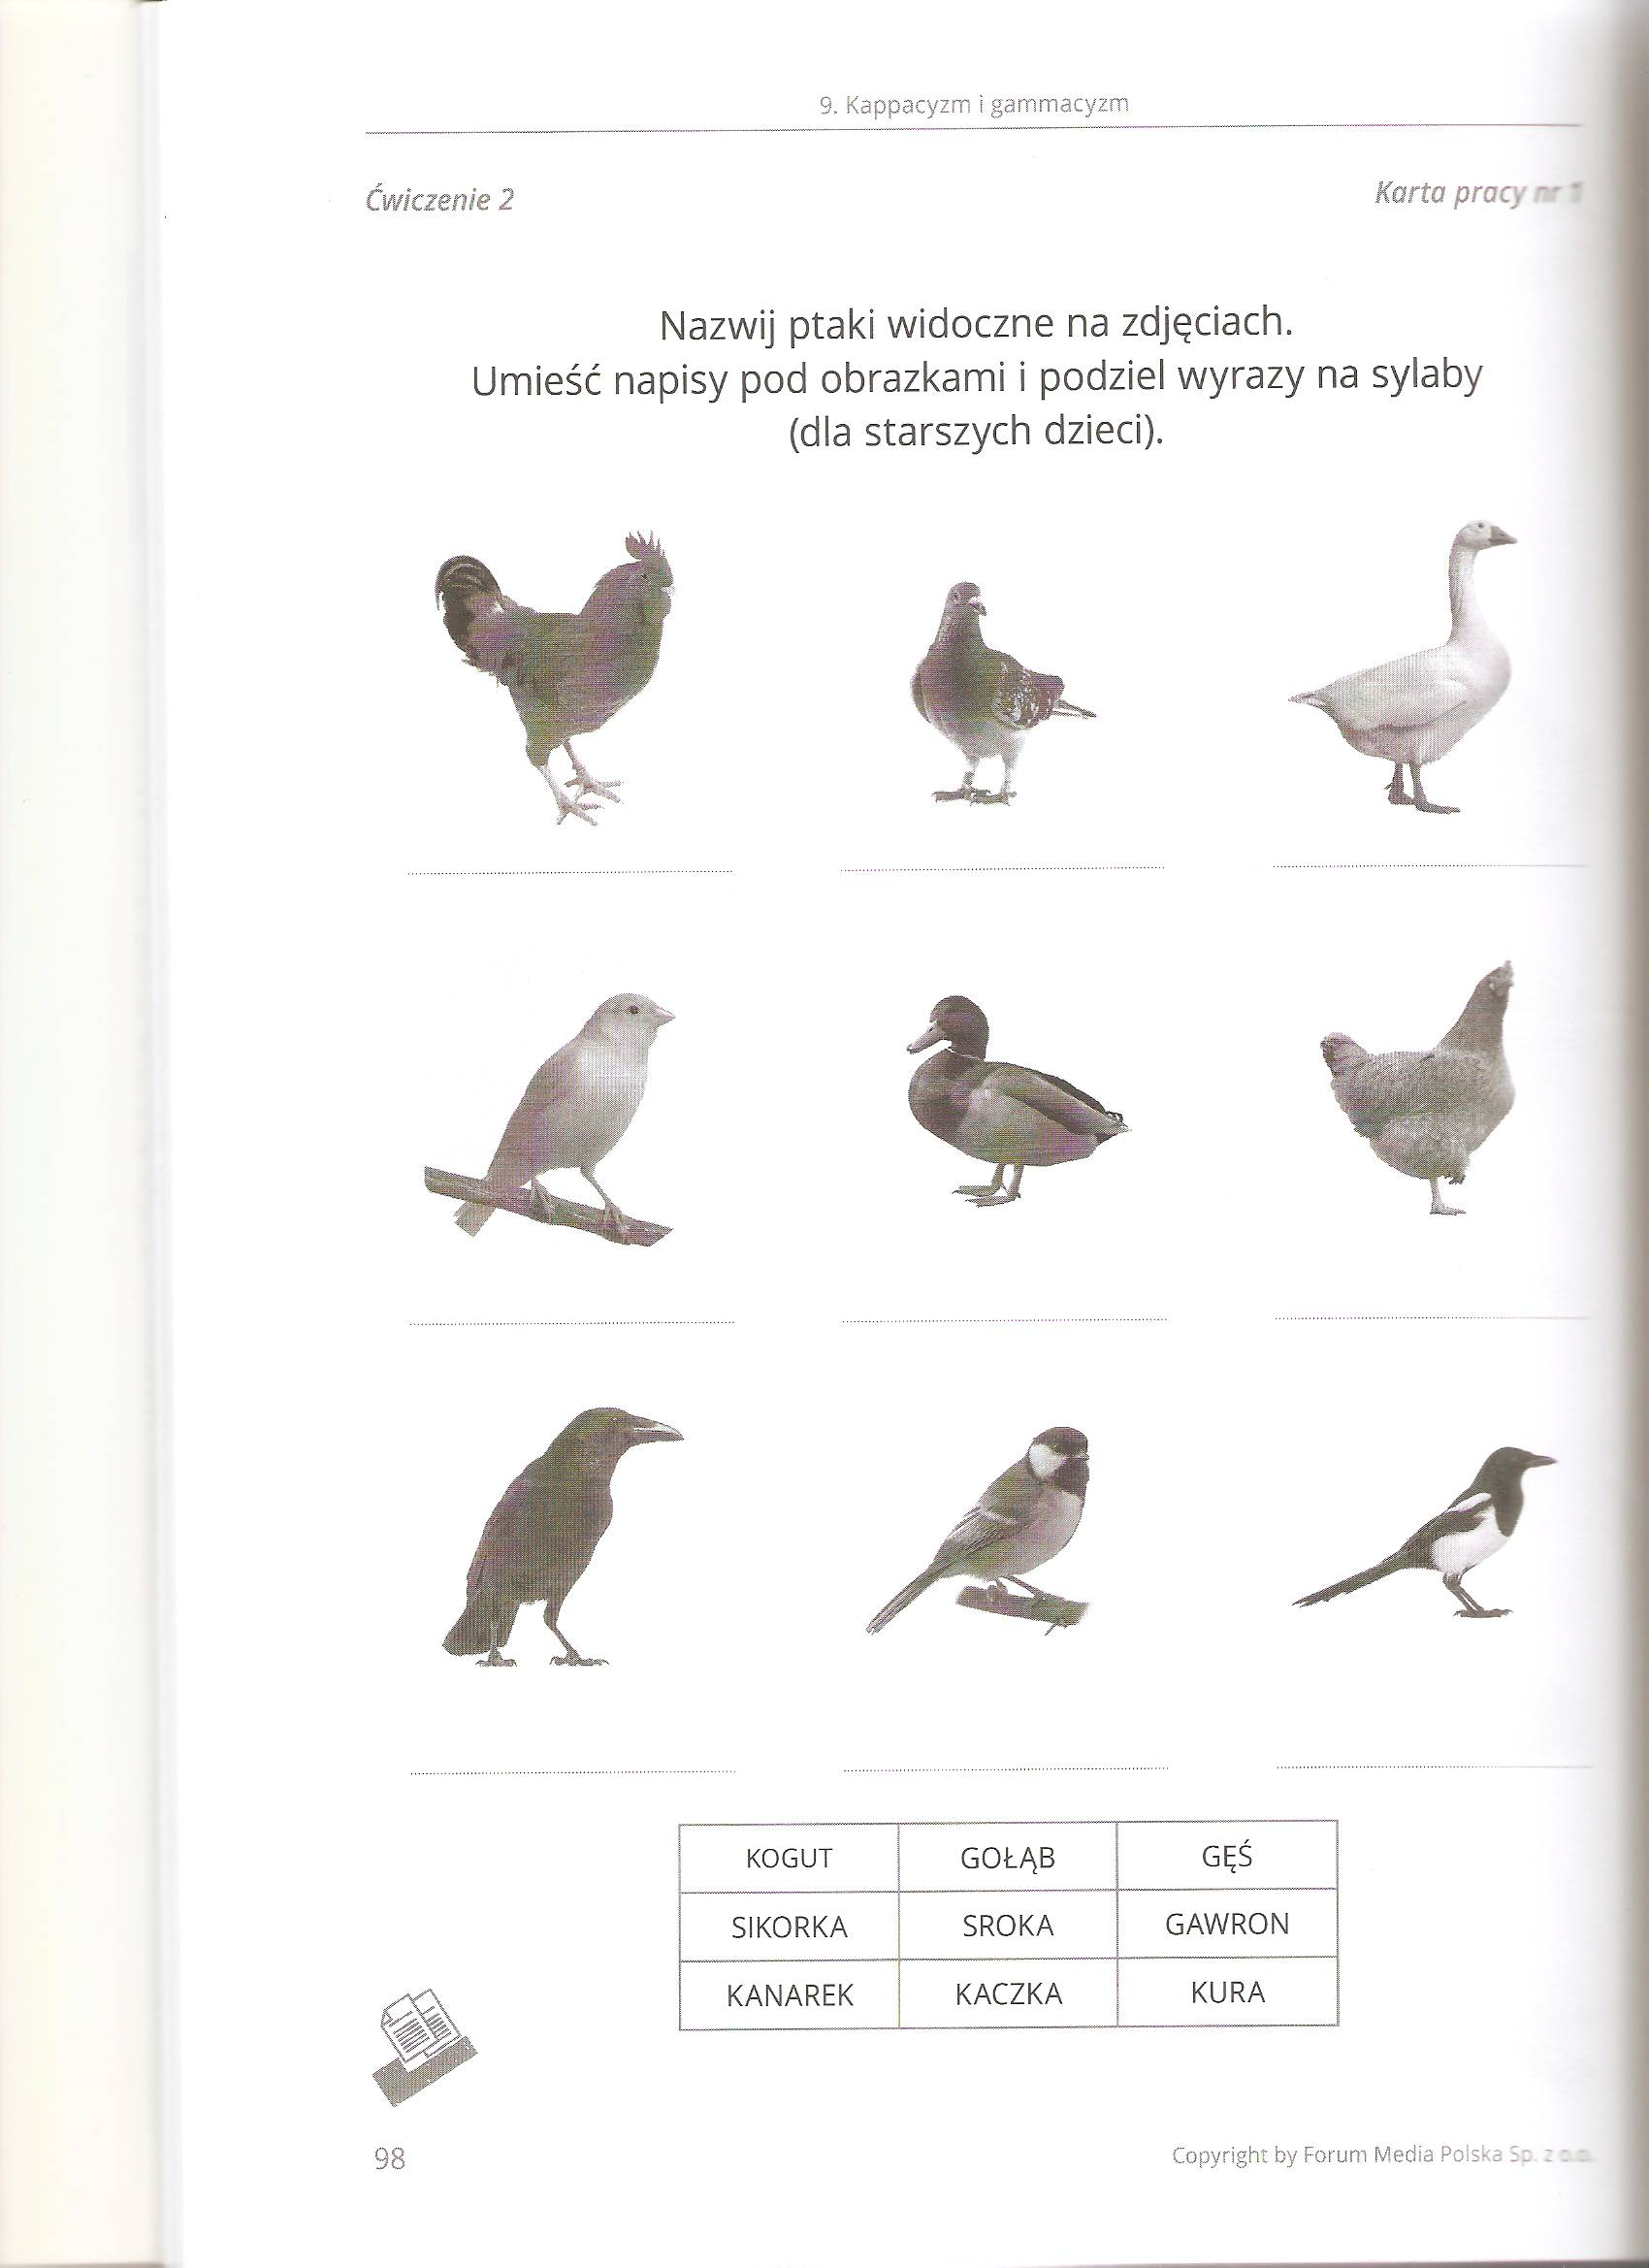 9. Kappacyzm i gammacyzm
Ćwiczenie 2
Karta pracy nr 1
Nazwij ptaki widoczne na zdjęciach.
Umieść napisy pod obrazkami i podziel wyrazy na sylaby
(dla starszych dzieci).
KOGUT GOŁĄB GĘŚ
SIKORKA SROKA GAWRON
KANAREK KACZKA KURA
98
Copyright by Forum Media Polska Sp. z o.o.